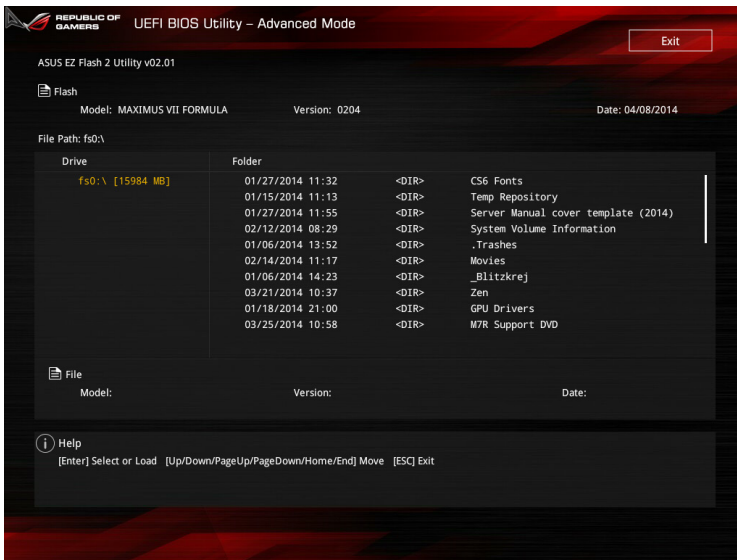 REPUBLIC OF
GAMERS
UEFI BIOS Utility – Advanced Mode
Exit
ASUS EZ Flash 2 Utility v02.01
Flash
Model: MAXIMUS VII FORMULA Version: 0204 Date: 04/08/2014
File Path: fs0:\
Drive Folder
fs0:\ [15984 MB] 01/27/2014 11:32 <DIR> CS6 Fonts
01/15/2014 11:13 <DIR> Temp Repository
01/27/2014 11:55 <DIR> Server Manual cover template (2014)
02/12/2014 08:29 <DIR> System Volume Information
01/06/2014 13:52 <DIR> .Trashes
02/14/2014 11:17 <DIR> Movies
01/06/2014 14:23 <DIR> _Blitzkrej
03/21/2014 10:37 <DIR> Zen
01/18/2014 21:00 <DIR> GPU Drivers
03/25/2014 10:58 <DIR> M7R Support DVD
File
Model: Version: Date:
Help
[Enter] Select or Load [Up/Down/PageUp/PageDown/Home/End] Move [ESC] Exit